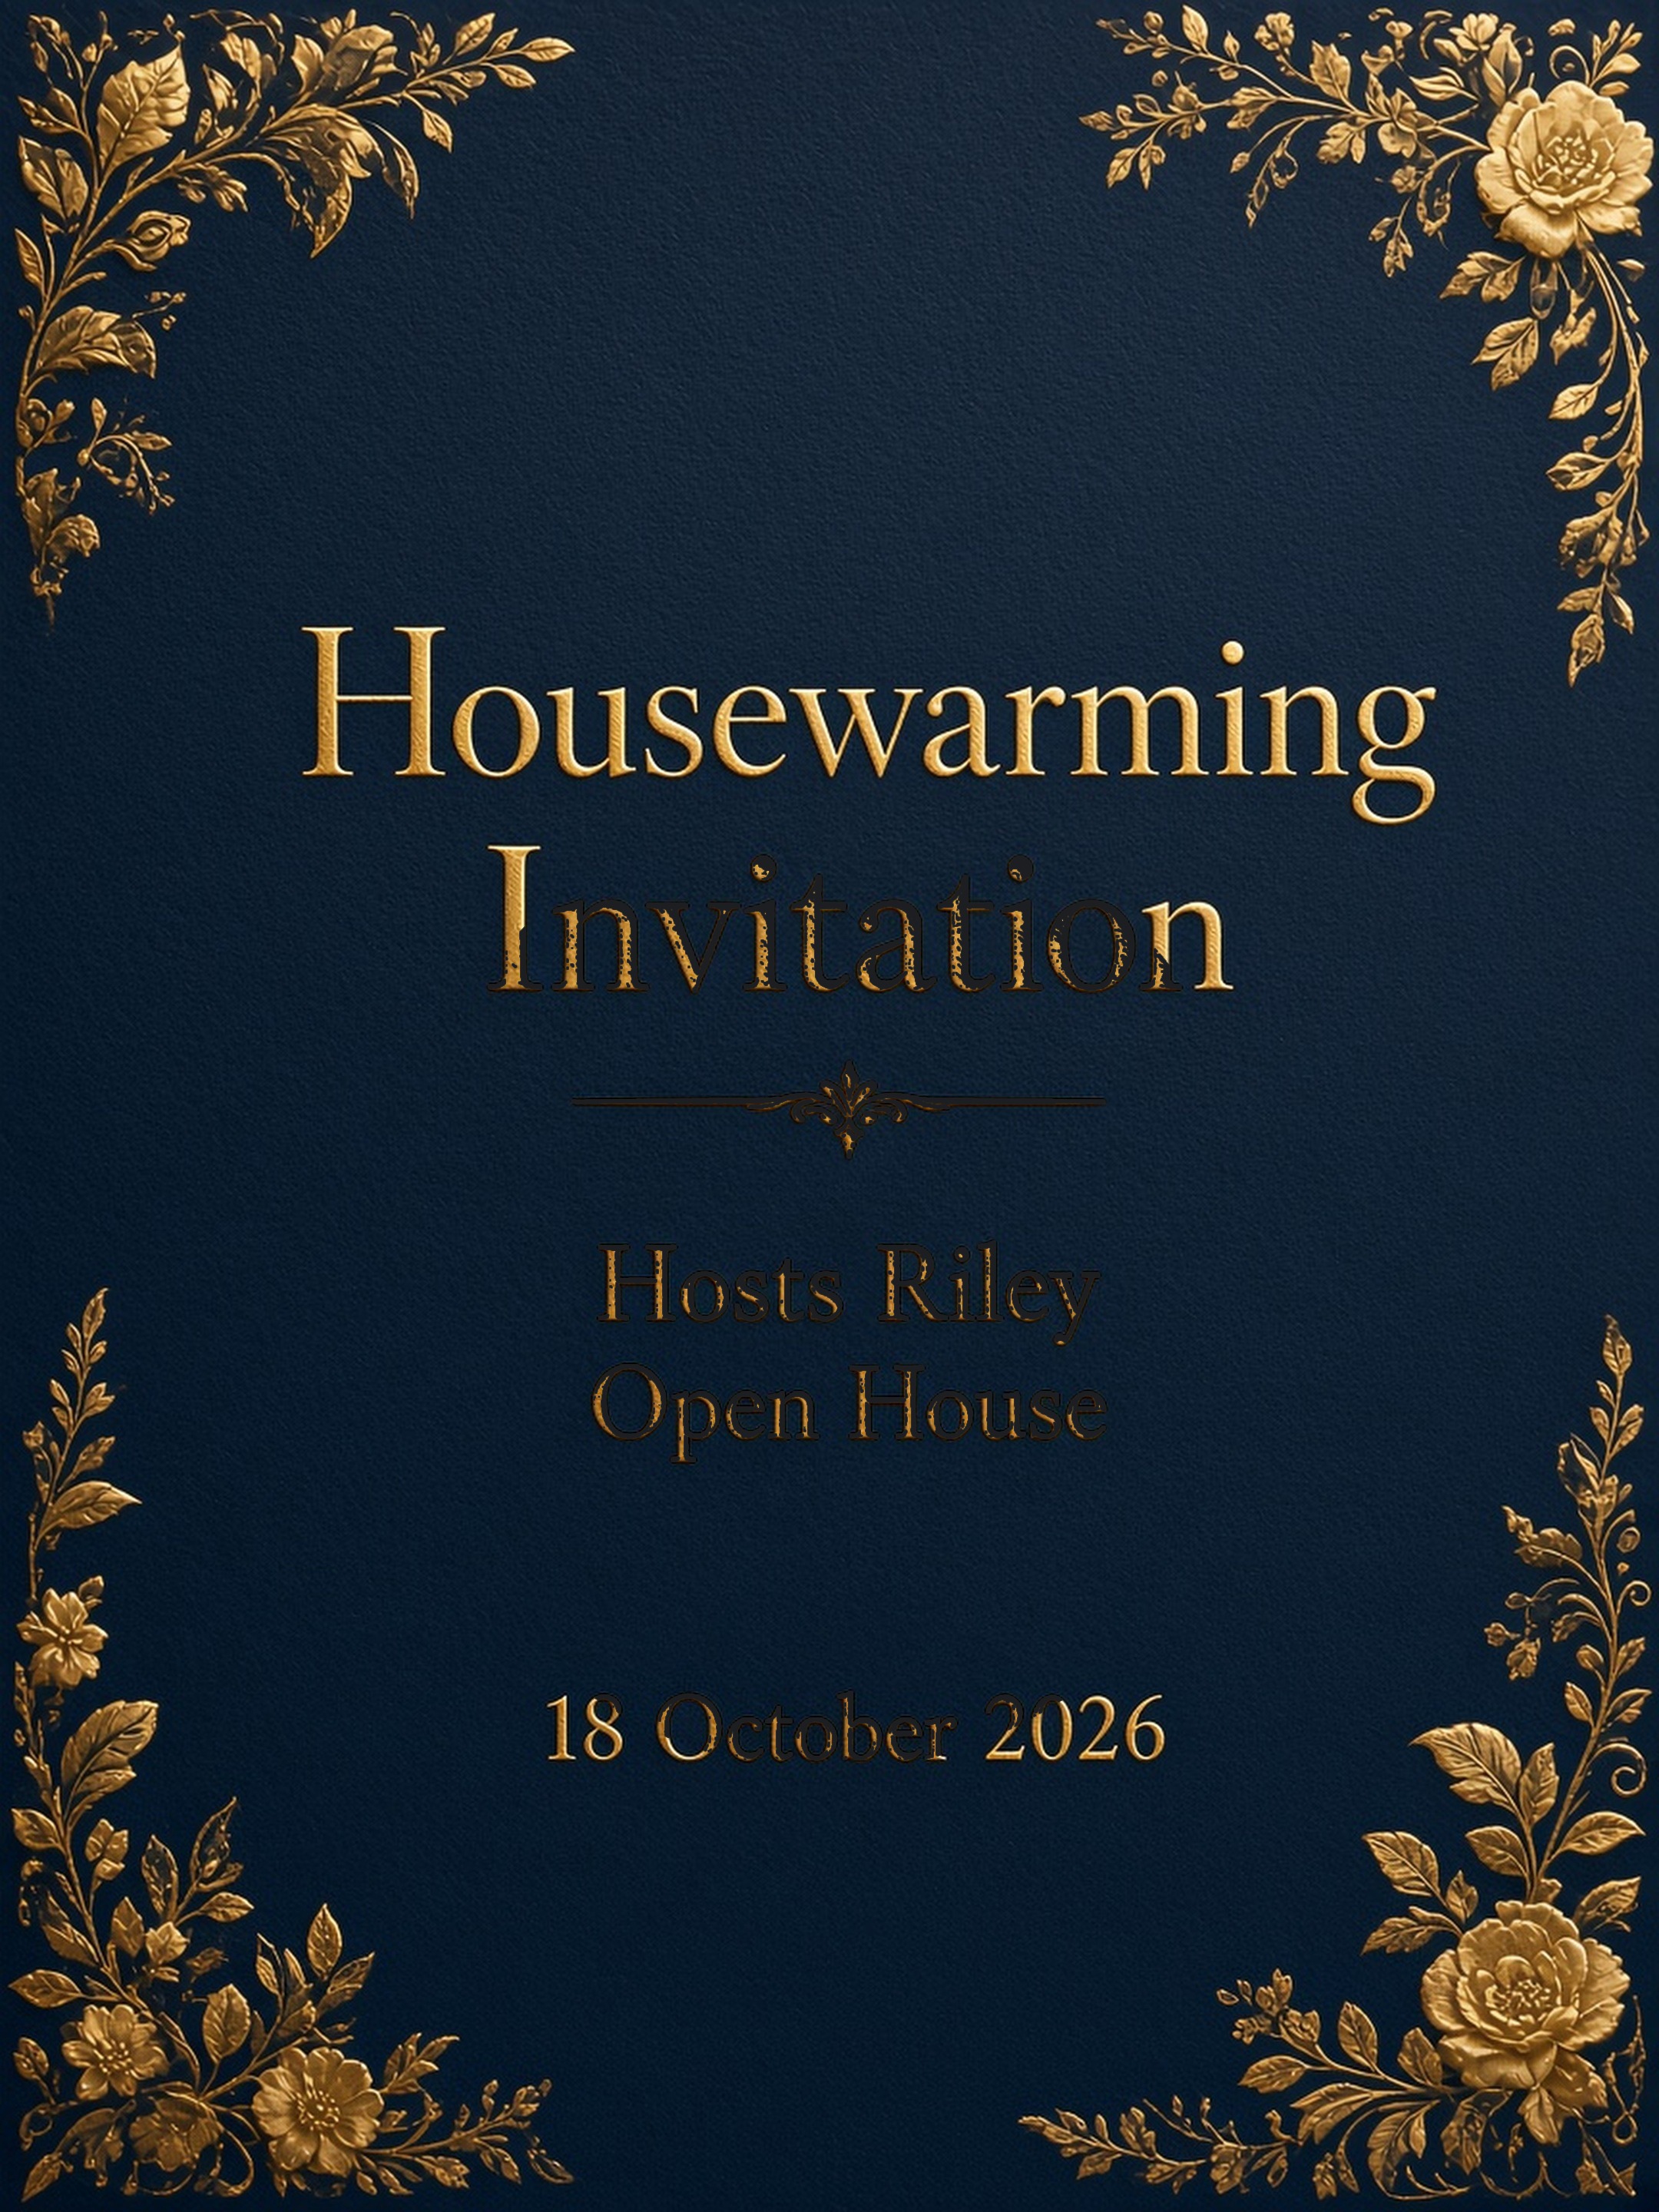 Housewarming
Invitation
Hosts Riley
Open House
18 October 2026